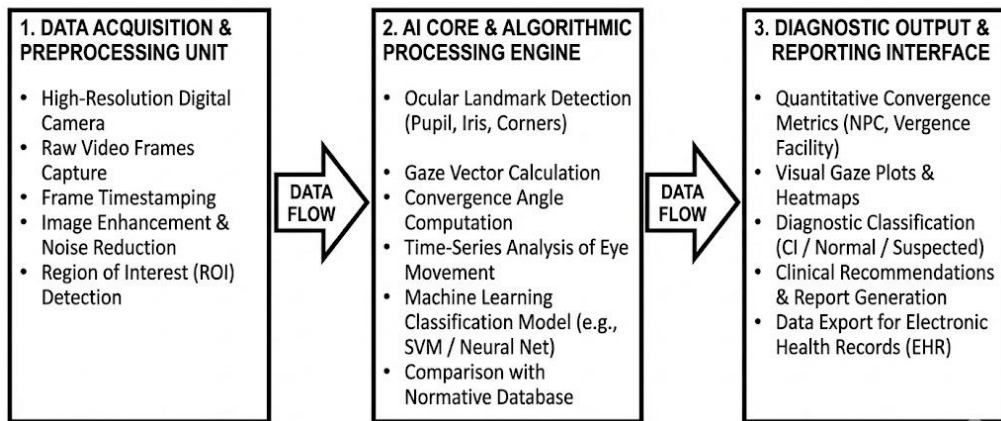 1. DATA ACQUISITION &
PREPROCESSING UNIT
• High-Resolution Digital
Camera
• Raw Video Frames
Capture
• Frame Timestamping
• Image Enhancement &
Noise Reduction
• Region of Interest (ROI)
Detection
DATA
FLOW
2. AI CORE & ALGORITHMIC
PROCESSING ENGINE
• Ocular Landmark Detection
(Pupil, Iris, Corners)
• Gaze Vector Calculation
• Convergence Angle
Computation
• Time-Series Analysis of Eye
Movement
• Machine Learning
Classification Model (e.g.,
SVM / Neural Net)
• Comparison with
Normative Database
DATA
FLOW
3. DIAGNOSTIC OUTPUT &
REPORTING INTERFACE
• Quantitative Convergence
Metrics (NPC, Vergence
Facility)
• Visual Gaze Plots &
Heatmaps
• Diagnostic Classification
(CI / Normal / Suspected)
• Clinical Recommendations
& Report Generation
• Data Export for Electronic
Health Records (EHR)